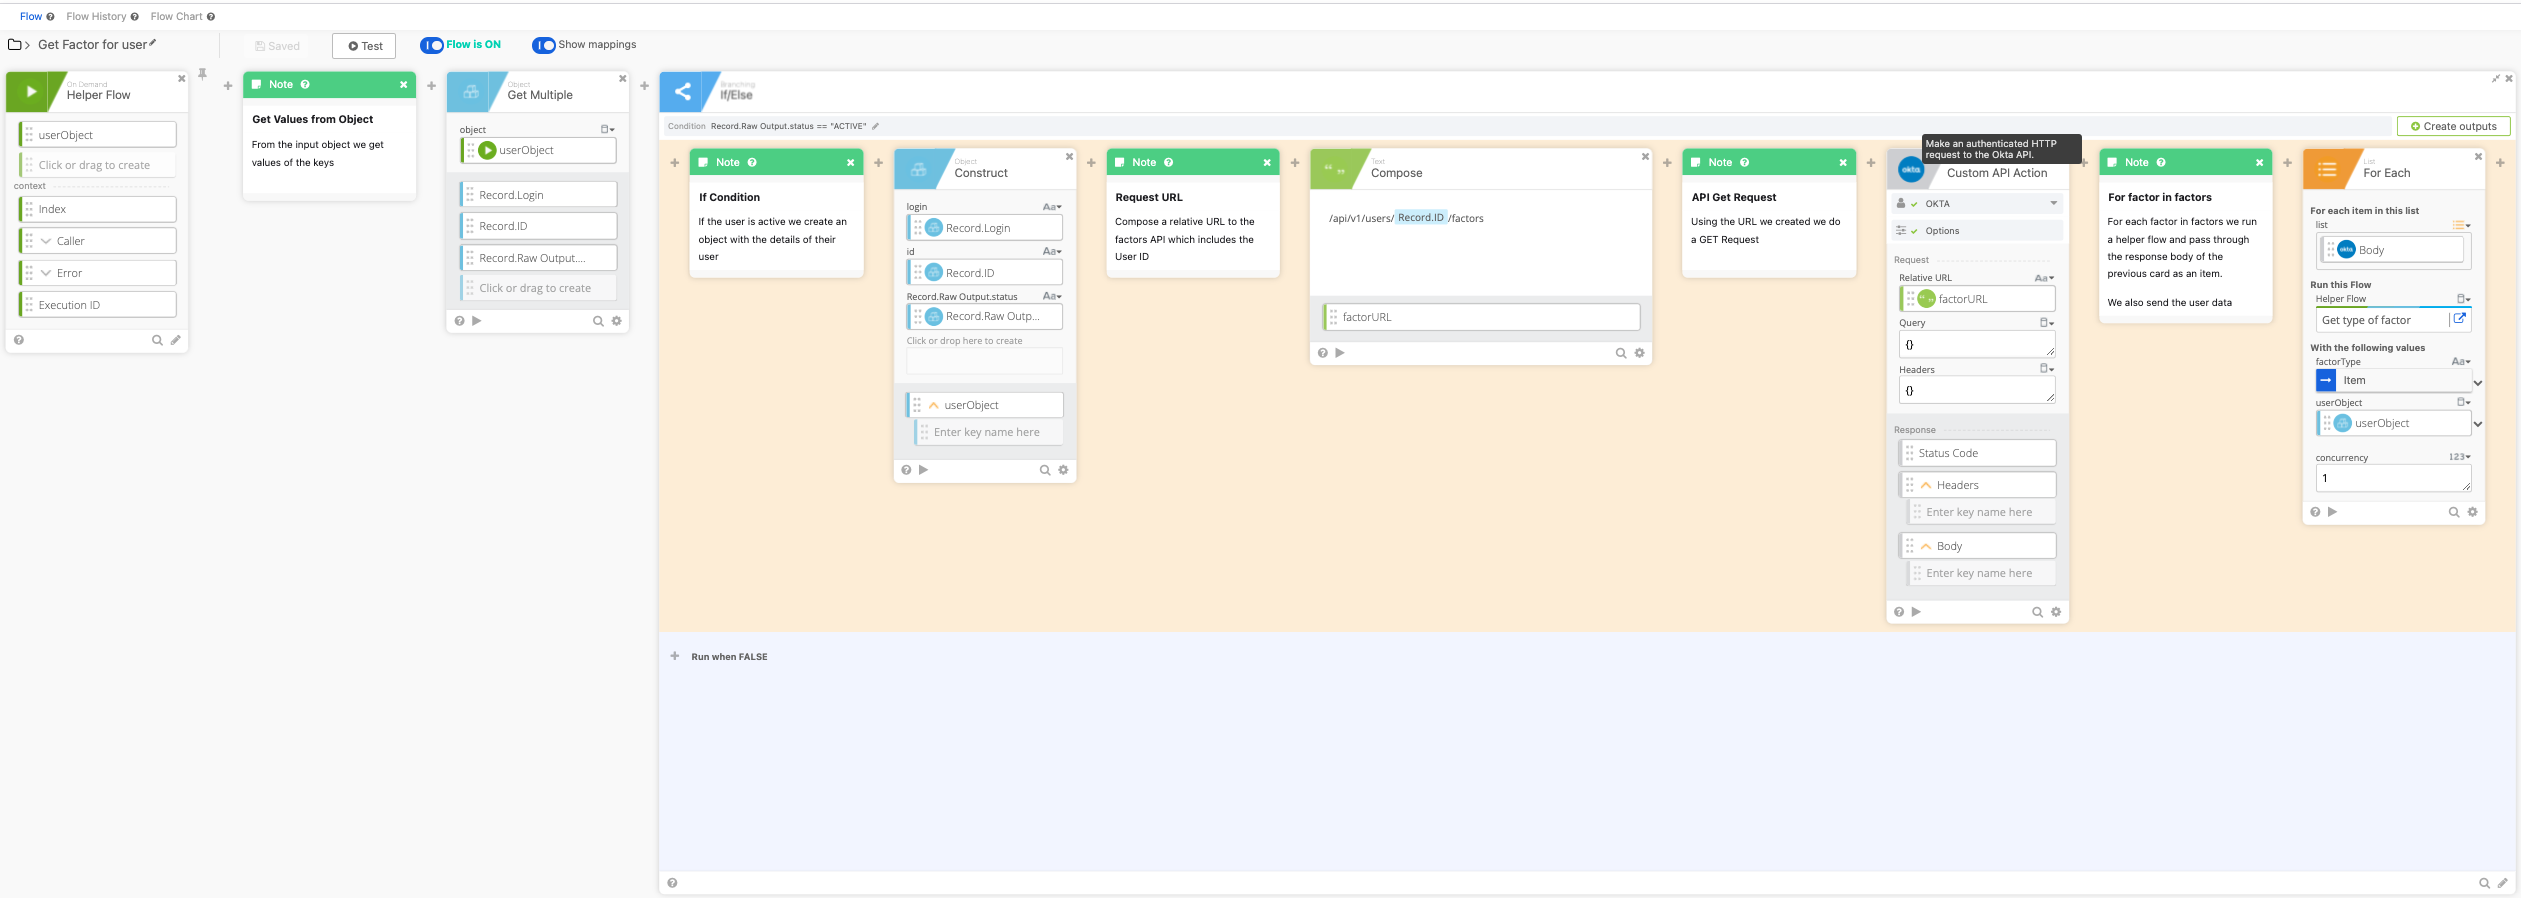 Flow Flow History Flow Chart
Get Factor for user
Saved
Test
Flow is ON
Show mappings
On Demand
Helper Flow
userObject
Click or drag to create
context
Index
Caller
Error
Execution ID
Note
Get Values from Object
From the input object we get
values of the keys
Object
Get Multiple
object
userObject
Record.Login
Record.ID
Record.Raw Output....
Click or drag to create
Branching
If/Else
Condition Record.Raw Output.status == "ACTIVE"
Create outputs
Note
If Condition
If the user is active we create an
object with the details of their
user
Object
Construct
login
Aa
Record.Login
id
Aa
Record.ID
Record.Raw Output.status
Aa
Record.Raw Outp...
Click or drop here to create
userObject
Enter key name here
Note
Request URL
Compose a relative URL to the
factors API which includes the
User ID
Text
Compose
/api/v1/users/ Record.ID /factors
factorURL
Note
API Get Request
Using the URL we created we do
a GET Request
Make an authenticated HTTP
request to the Okta API.
okta
Custom API Action
OKTA
Options
Request
Relative URL
Aa
factorURL
Query
{}
Headers
{}
Response
Status Code
Headers
Enter key name here
Body
Enter key name here
Note
For factor in factors
For each factor in factors we run
a helper flow and pass through
the response body of the
previous card as an item.
We also send the user data
List
For Each
For each item in this list
list
okta
Body
Run this Flow
Helper Flow
Get type of factor
With the following values
factorType
Aa
Item
userObject
userObject
concurrency
123
1
Run when FALSE